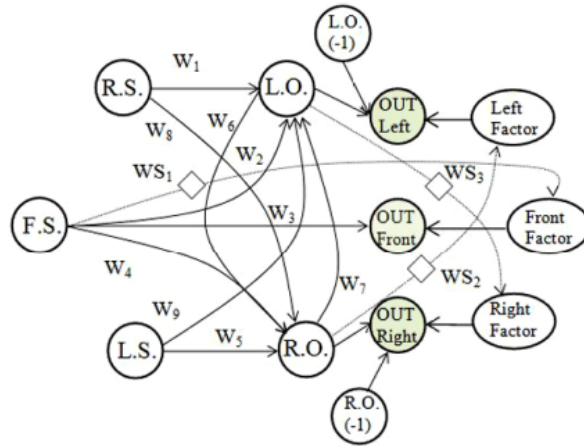 L.O.
(-1)
W1
R.S.
L.O.
OUT
Left
Left
Factor
W8
W6
W2
WS1
WS3
F.S.
W3
OUT
Front
Front
Factor
W4
W7
WS2
W9
L.S.
W5
R.O.
OUT
Right
Right
Factor
R.O.
(-1)